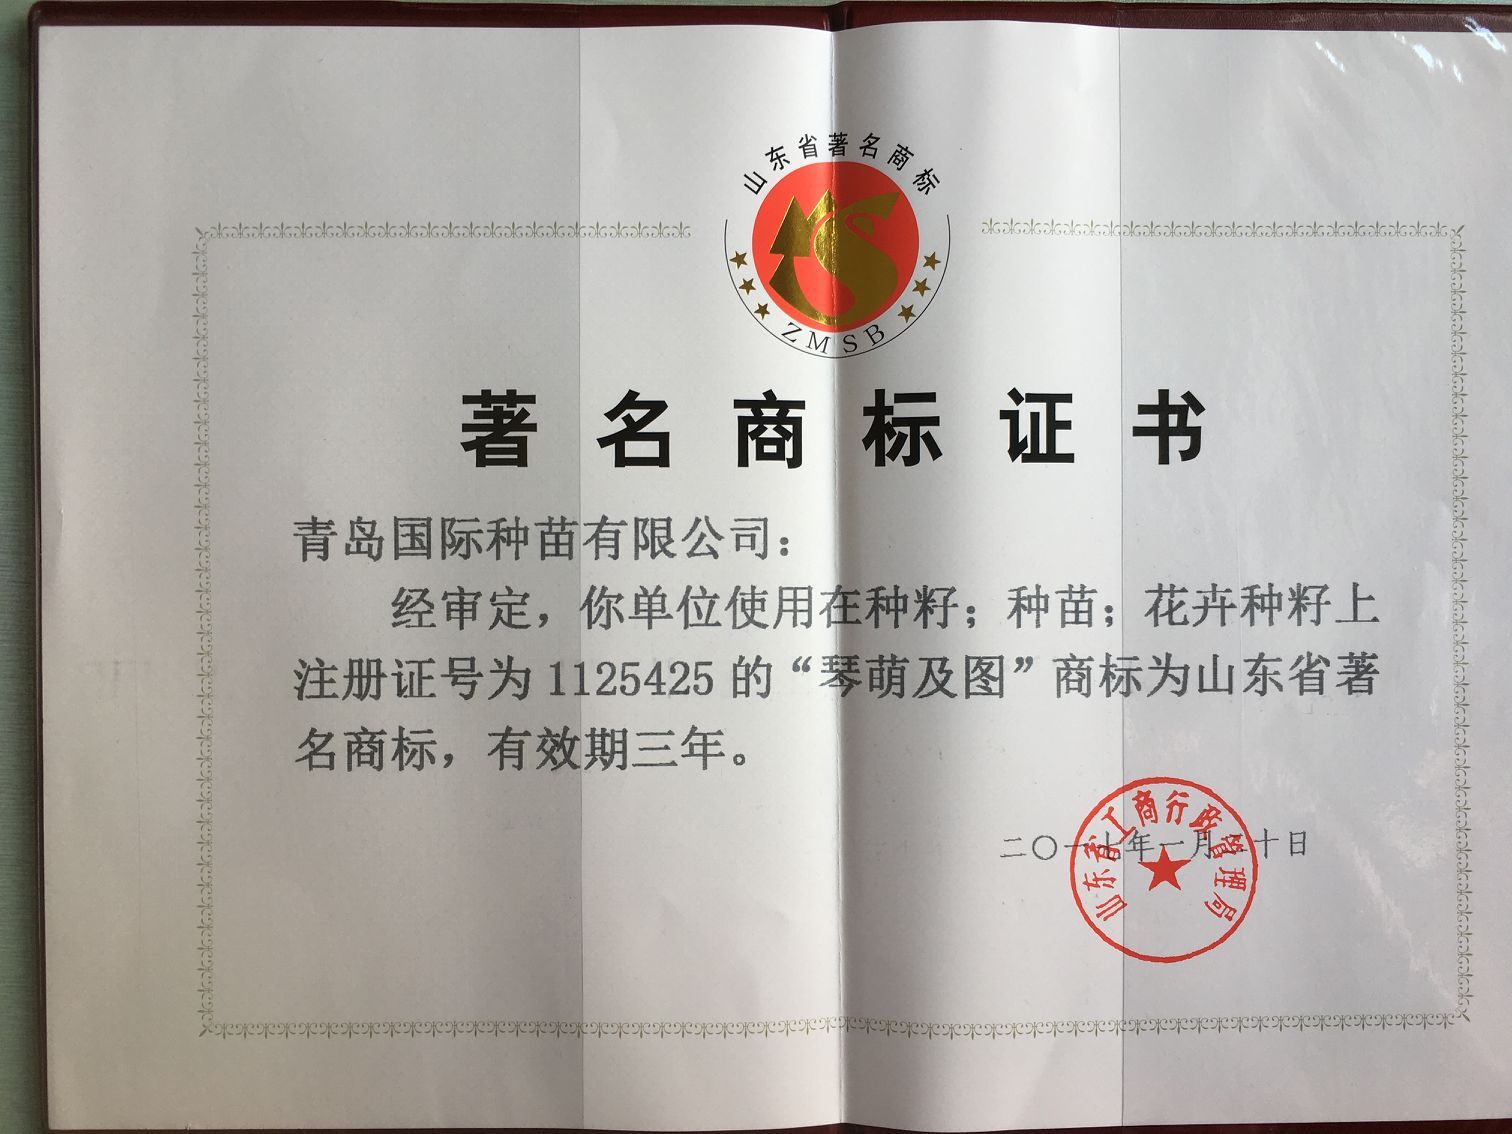 山东省著名商标
ZMSB
著名商标证书
青岛国际种苗有限公司：
经审定，你单位使用在种籽；种苗；花卉种籽上
注册证号为1125425的“琴萌及图”商标为山东省著
名商标，有效期三年。
二〇一七年一月二十日
山东省工商行政管理局